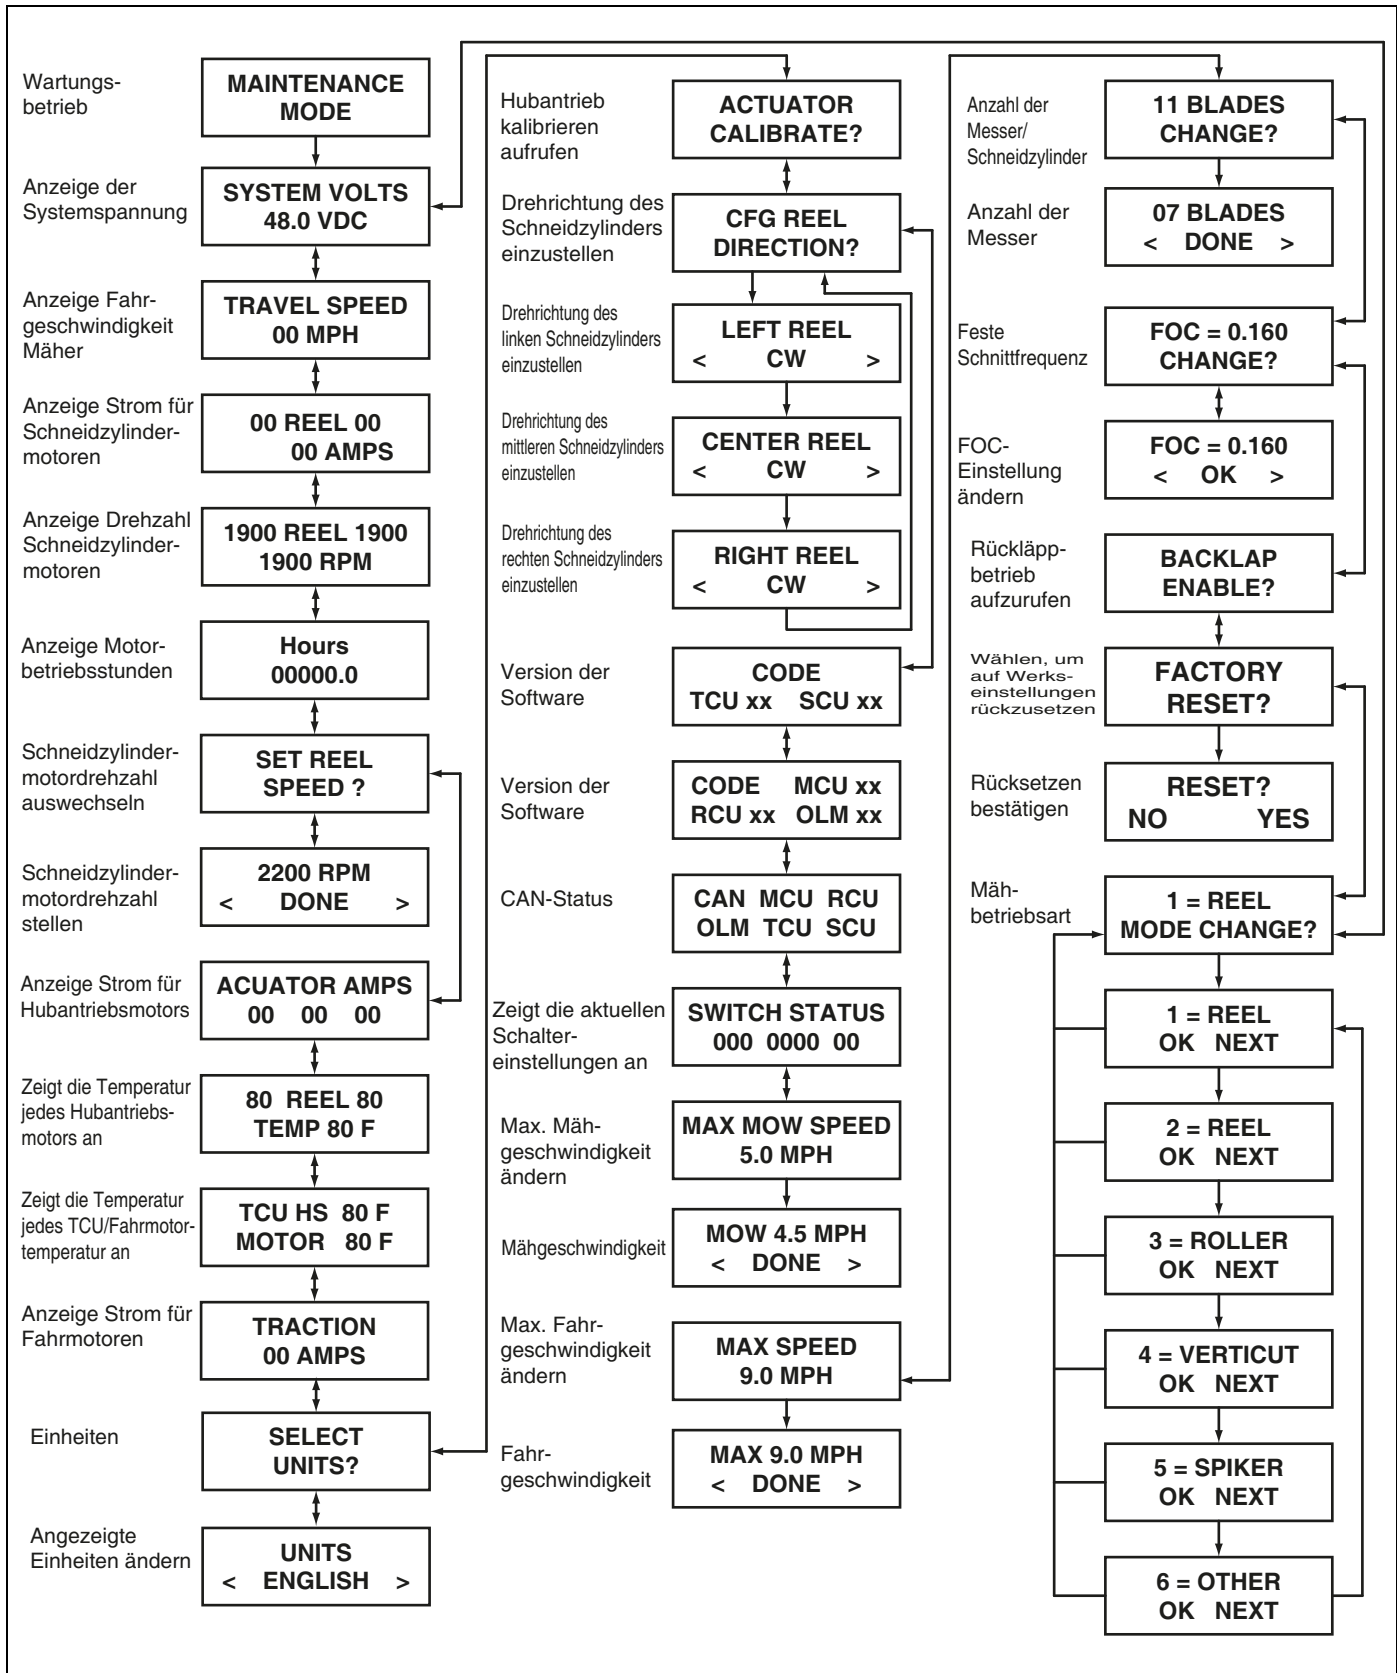 Wartungs-
betrieb
MAINTENANCE
MODE
Anzeige der
Systemspannung
SYSTEM VOLTS
48.0 VDC
Anzeige Fahr-
geschwindigkeit
Mäher
TRAVEL SPEED
00 MPH
Anzeige Strom für
Schneidzylinder-
motoren
00 REEL 00
00 AMPS
Anzeige Drehzahl
Schneidzylinder-
motoren
1900 REEL 1900
1900 RPM
Anzeige Motor-
betriebsstunden
Hours
00000.0
Schneidzylinder-
motordrehzahl
auswechseln
SET REEL
SPEED ?
Schneidzylinder-
motordrehzahl
stellen
2200 RPM
< DONE >
Anzeige Strom für
Hubantriebsmotors
ACUATOR AMPS
00 00 00
Zeigt die Temperatur
jedes Hubantriebs-
motors an
80 REEL 80
TEMP 80 F
Zeigt die Temperatur
jedes TCU/Fahrmotor-
temperatur an
TCU HS 80 F
MOTOR 80 F
Anzeige Strom für
Fahrmotoren
TRACTION
00 AMPS
Einheiten
SELECT
UNITS?
Angezeigte
Einheiten ändern
UNITS
< ENGLISH >
Hubantrieb
kalibrieren
aufrufen
ACTUATOR
CALIBRATE?
Drehrichtung des
Schneidzylinders
einzustellen
CFG REEL
DIRECTION?
Drehrichtung des
linken Schneidzylinders
einzustellen
LEFT REEL
< CW >
Drehrichtung des
mittleren Schneidzylinders
einzustellen
CENTER REEL
< CW >
Drehrichtung des
rechten Schneidzylinders
einzustellen
RIGHT REEL
< CW >
Version der
Software
CODE
TCU xx SCU xx
Version der
Software
CODE MCU xx
RCU xx OLM xx
CAN-Status
CAN MCU RCU
OLM TCU SCU
Zeigt die aktuellen
Schalter-
einstellungen an
SWITCH STATUS
000 0000 00
Max. Mäh-
geschwindigkeit
ändern
MAX MOW SPEED
5.0 MPH
Mähgeschwindigkeit
MOW 4.5 MPH
< DONE >
Max. Fahr-
geschwindigkeit
ändern
MAX SPEED
9.0 MPH
Fahr-
geschwindigkeit
MAX 9.0 MPH
< DONE >
Anzahl der
Messer/
Schneidzylinder
11 BLADES
CHANGE?
Anzahl der
Messer
07 BLADES
< DONE >
Feste
Schnittfrequenz
FOC = 0.160
CHANGE?
FOC-
Einstellung
ändern
FOC = 0.160
< OK >
Rückläpp-
betrieb
aufzurufen
BACKLAP
ENABLE?
Wählen, um
auf Werks-
einstellungen
rückzusetzen
FACTORY
RESET?
Rücksetzen
bestätigen
RESET?
NO YES
Mäh-
betriebsart
1 = REEL
MODE CHANGE?
1 = REEL
OK NEXT
2 = REEL
OK NEXT
3 = ROLLER
OK NEXT
4 = VERTICUT
OK NEXT
5 = SPIKER
OK NEXT
6 = OTHER
OK NEXT